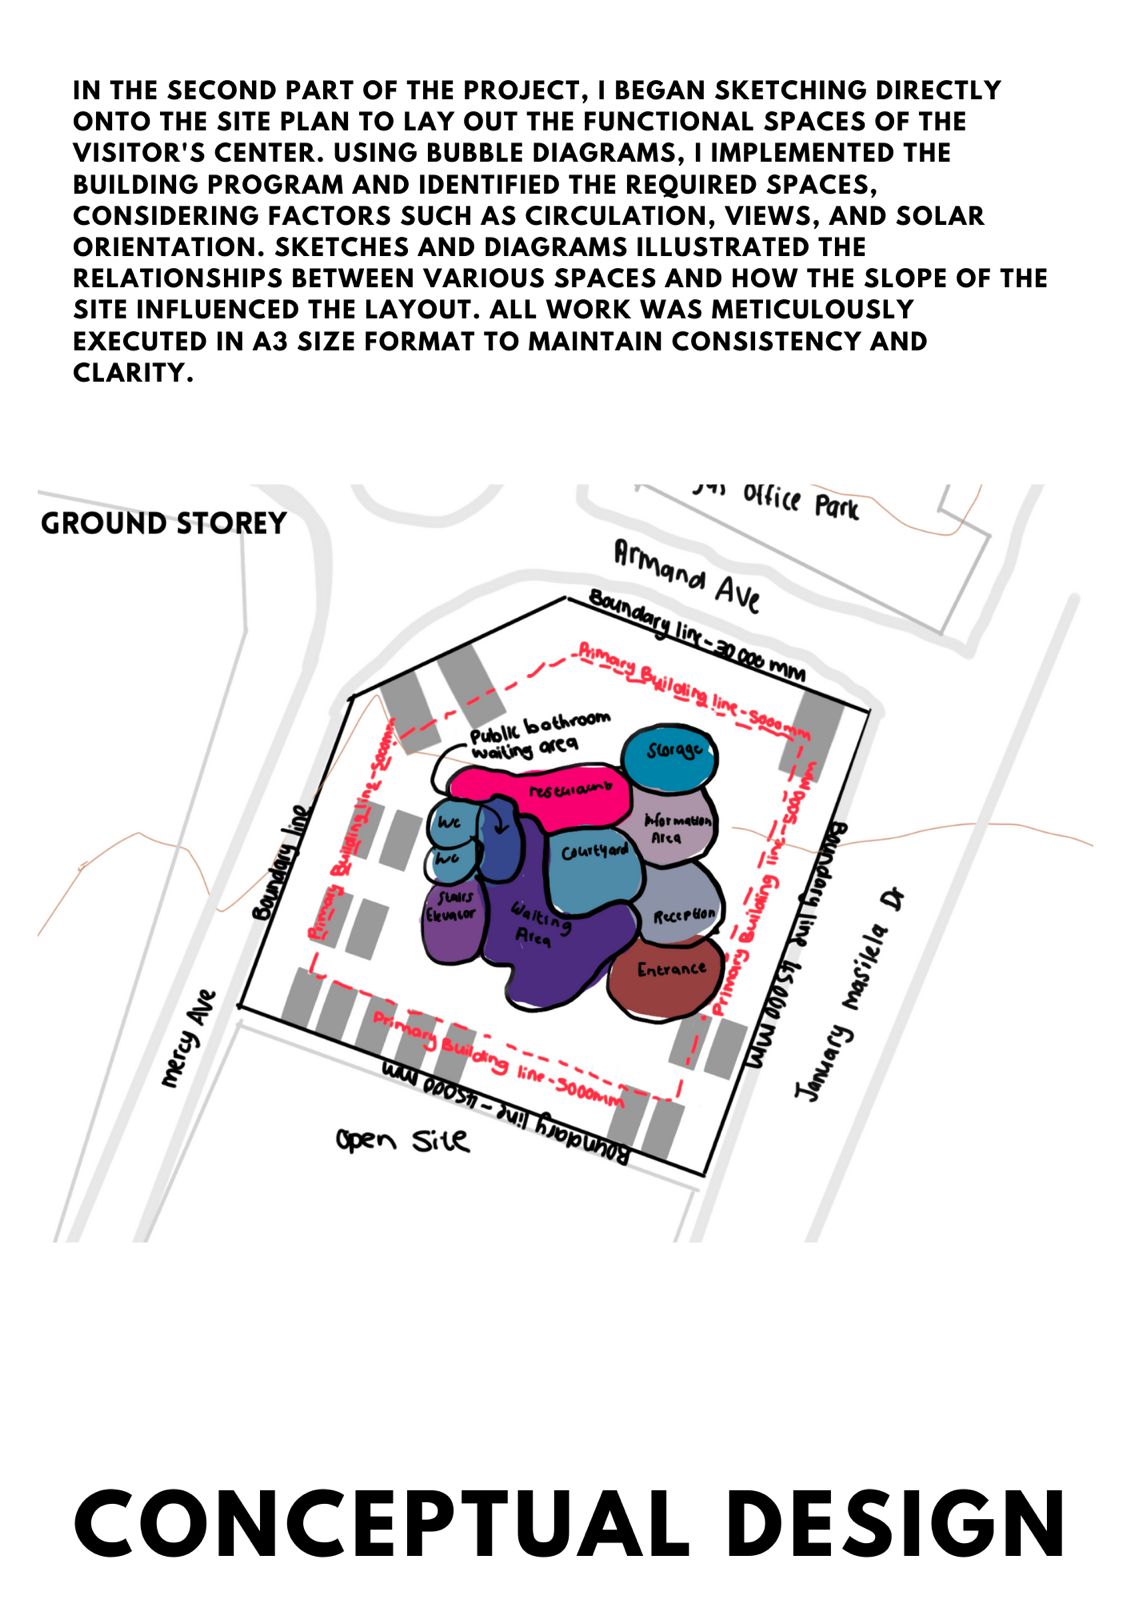 IN THE SECOND PART OF THE PROJECT, I BEGAN SKETCHING DIRECTLY
ONTO THE SITE PLAN TO LAY OUT THE FUNCTIONAL SPACES OF THE
VISITOR'S CENTER. USING BUBBLE DIAGRAMS, I IMPLEMENTED THE
BUILDING PROGRAM AND IDENTIFIED THE REQUIRED SPACES,
CONSIDERING FACTORS SUCH AS CIRCULATION, VIEWS, AND SOLAR
ORIENTATION. SKETCHES AND DIAGRAMS ILLUSTRATED THE
RELATIONSHIPS BETWEEN VARIOUS SPACES AND HOW THE SLOPE OF THE
SITE INFLUENCED THE LAYOUT. ALL WORK WAS METICULOUSLY
EXECUTED IN A3 SIZE FORMAT TO MAINTAIN CONSISTENCY AND
CLARITY.
GROUND STOREY
Office Park
Armand Ave
Boundary line - 30 000 mm
Primary Building line - 5000mm
Public bathroom
waiting area
Storage
Primary Building line - 5000mm
Information
Area
WC
Courtyard
WC
Primary Building line - 5000mm
Boundary line
Boundary line 45000 mm
Stairs
Elevator
Waiting
Area
Reception
Entrance
January masilela Dr
mercy Ave
Primary Building line - 3000mm
Boundary line - 45000 mm
open site
CONCEPTUAL DESIGN